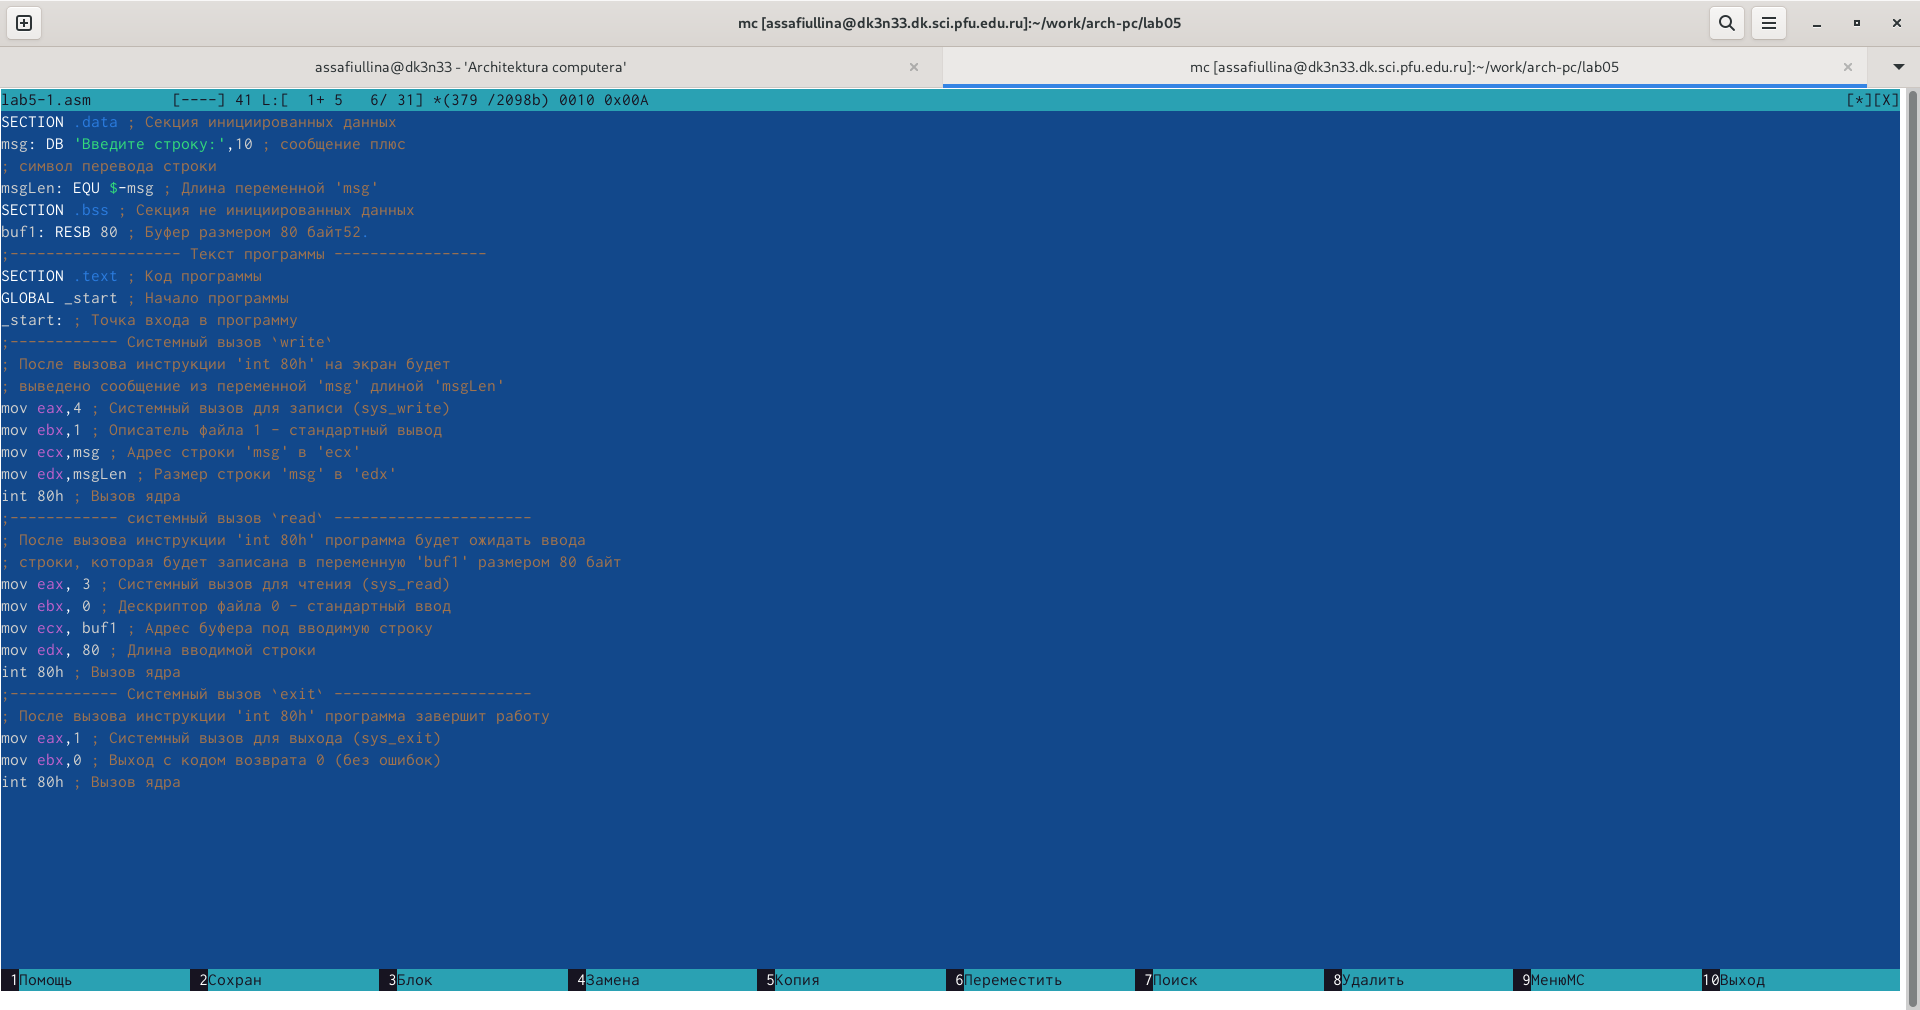 mc [assafiullina@dk3n33.dk.sci.pfu.edu.ru]:~/work/arch-pc/lab05
assafiullina@dk3n33 - 'Architektura computera' × mc [assafiullina@dk3n33.dk.sci.pfu.edu.ru]:~/work/arch-pc/lab05 ×
lab5-1.asm [----] 41 L:[ 1+ 5 6/ 31] *(379 /2098b) 0010 0x00A [*][X]
SECTION .data ; Секция инициированных данных
msg: DB 'Введите строку:',10 ; сообщение плюс
; символ перевода строки
msgLen: EQU $-msg ; Длина переменной 'msg'
SECTION .bss ; Секция не инициированных данных
buf1: RESB 80 ; Буфер размером 80 байт52.
;------------------- Текст программы -----------------
SECTION .text ; Код программы
GLOBAL _start ; Начало программы
_start: ; Точка входа в программу
;------------ Системный вызов `write`
; После вызова инструкции 'int 80h' на экран будет
; выведено сообщение из переменной 'msg' длиной 'msgLen'
mov eax,4 ; Системный вызов для записи (sys_write)
mov ebx,1 ; Описатель файла 1 - стандартный вывод
mov ecx,msg ; Адрес строки 'msg' в 'ecx'
mov edx,msgLen ; Размер строки 'msg' в 'edx'
int 80h ; Вызов ядра
;------------ системный вызов `read` ----------------------
; После вызова инструкции 'int 80h' программа будет ожидать ввода
; строки, которая будет записана в переменную 'buf1' размером 80 байт
mov eax, 3 ; Системный вызов для чтения (sys_read)
mov ebx, 0 ; Дескриптор файла 0 - стандартный ввод
mov ecx, buf1 ; Адрес буфера под вводимую строку
mov edx, 80 ; Длина вводимой строки
int 80h ; Вызов ядра
;------------ Системный вызов `exit` ----------------------
; После вызова инструкции 'int 80h' программа завершит работу
mov eax,1 ; Системный вызов для выхода (sys_exit)
mov ebx,0 ; Выход с кодом возврата 0 (без ошибок)
int 80h ; Вызов ядра
1Помощь 2Сохран 3Блок 4Замена 5Копия 6Переместить 7Поиск 8Удалить 9МенюMC 10Выход